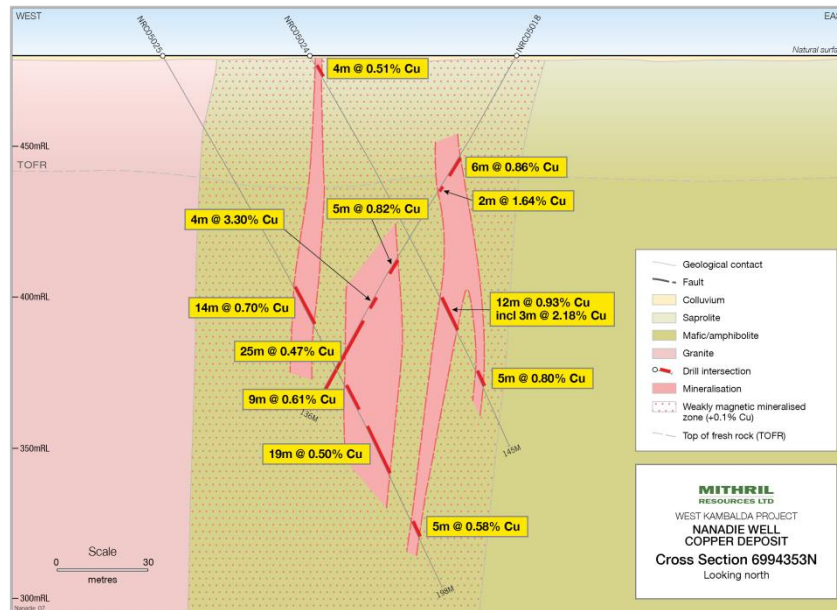 WEST
EAS
NRC05025
NRC05024
NRC05018
Natural surfa
4m @ 0.51% Cu
450mRL
TOFR
6m @ 0.86% Cu
2m @ 1.64% Cu
5m @ 0.82% Cu
4m @ 3.30% Cu
400mRL
14m @ 0.70% Cu
12m @ 0.93% Cu
incl 3m @ 2.18% Cu
25m @ 0.47% Cu
5m @ 0.80% Cu
9m @ 0.61% Cu
136M
350mRL
19m @ 0.50% Cu
145M
5m @ 0.58% Cu
Scale
0
30
metres
198M
300mRL
Geological contact
Fault
Colluvium
Saprolite
Mafic/amphibolite
Granite
Drill intersection
Mineralisation
Weakly magnetic mineralised
zone (+0.1% Cu)
Top of fresh rock (TOFR)
MITHRIL
RESOURCES LTD
WEST KAMBALDA PROJECT
NANADIE WELL
COPPER DEPOSIT
Cross Section 6994353N
Looking north